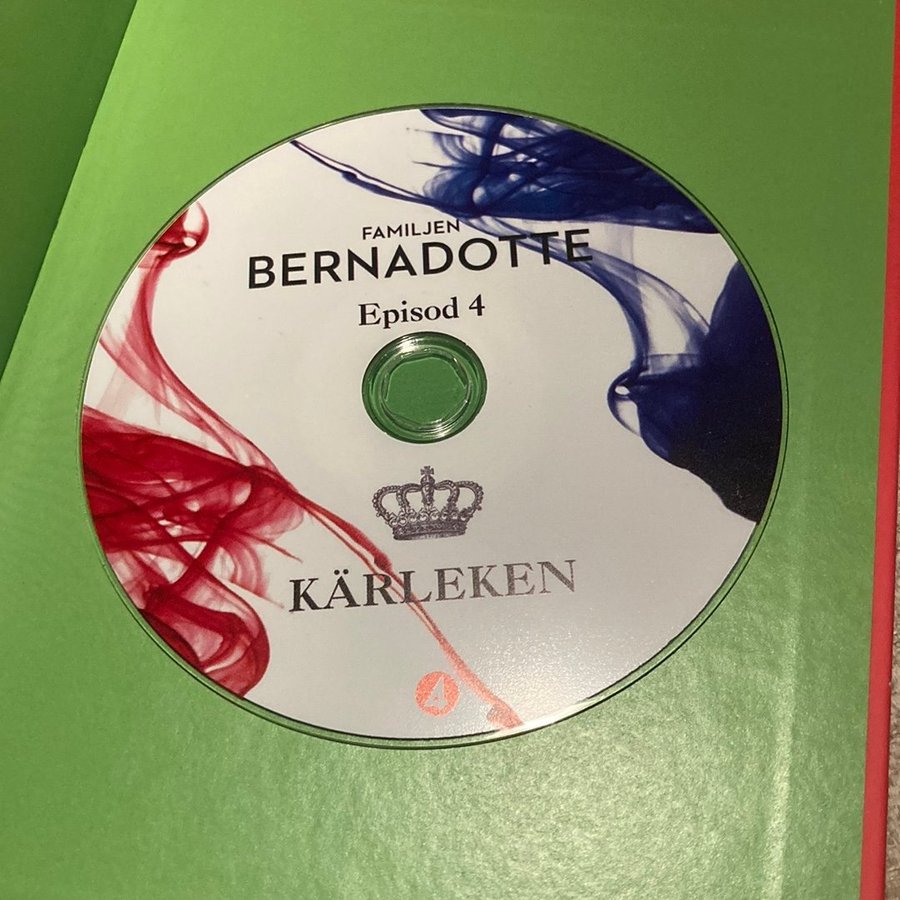 FAMILJEN
BERNADOTTE
Episod 4
KÄRLEKEN
4